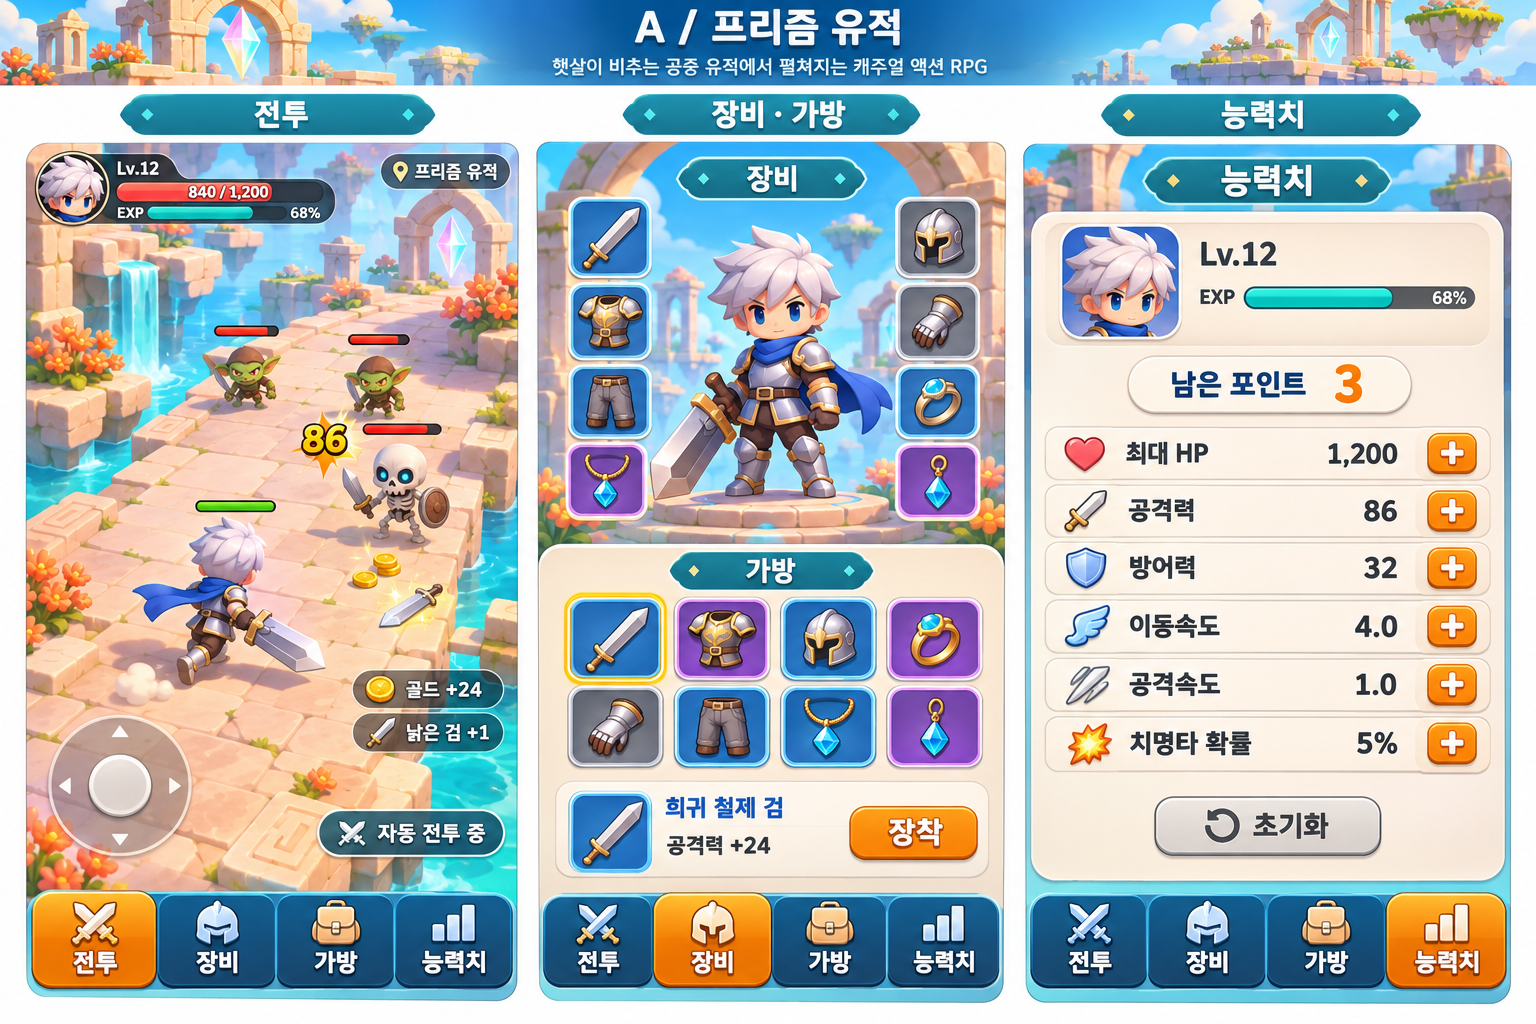 A / 프리즘 유적
햇살이 비추는 공중 유적에서 펼쳐지는 캐주얼 액션 RPG
전투
Lv.12
840 / 1,200
EXP 68%
프리즘 유적
86
골드 +24
낡은 검 +1
자동 전투 중
전투
장비
가방
능력치
장비 · 가방
장비
가방
희귀 철제 검
공격력 +24
장착
전투
장비
가방
능력치
능력치
능력치
Lv.12
EXP 68%
남은 포인트 3
최대 HP 1,200
공격력 86
방어력 32
이동속도 4.0
공격속도 1.0
치명타 확률 5%
초기화
전투
장비
가방
능력치